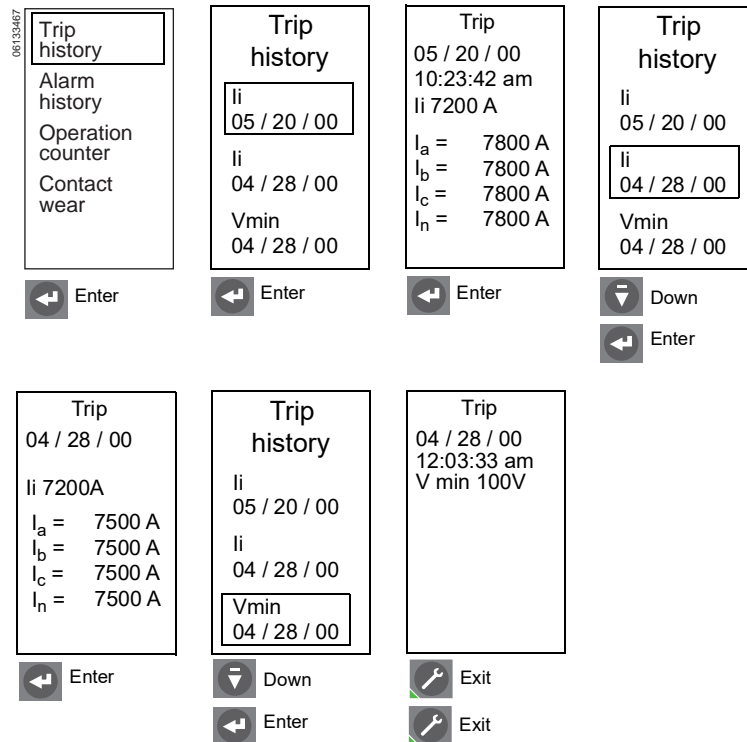 06133467
Trip
history
Alarm
history
Operation
counter
Contact
wear
Enter
Trip
history
Ii
05 / 20 / 00
Ii
04 / 28 / 00
Vmin
04 / 28 / 00
Enter
Trip
05 / 20 / 00
10:23:42 am
Ii 7200 A
Ia = 7800 A
Ib = 7800 A
Ic = 7800 A
In = 7800 A
Enter
Trip
history
Ii
05 / 20 / 00
Ii
04 / 28 / 00
Vmin
04 / 28 / 00
Down
Enter
Trip
04 / 28 / 00
Ii 7200A
Ia = 7500 A
Ib = 7500 A
Ic = 7500 A
In = 7500 A
Enter
Trip
history
Ii
05 / 20 / 00
Ii
04 / 28 / 00
Vmin
04 / 28 / 00
Down
Enter
Trip
04 / 28 / 00
12:03:33 am
V min 100V
Exit
Exit